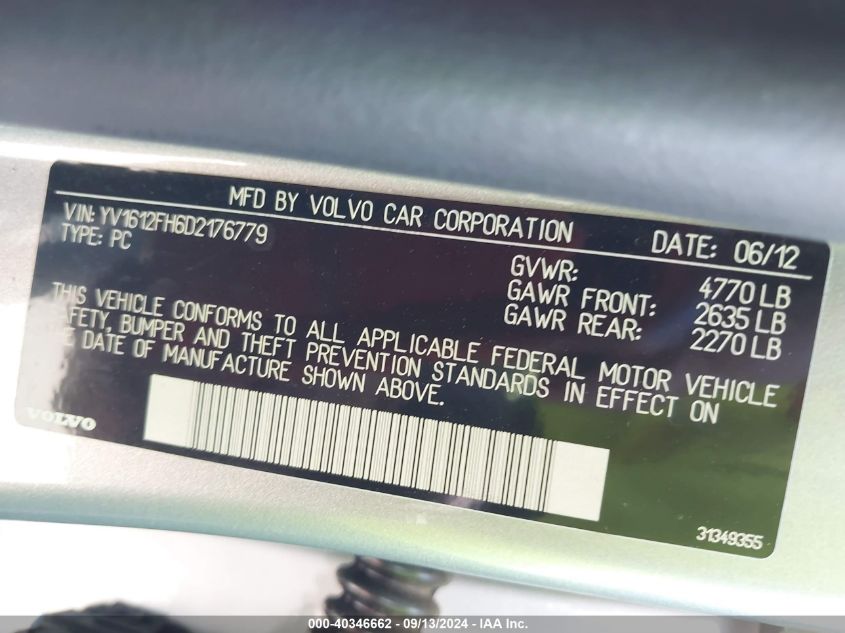 MFD BY VOLVO CAR CORPORATION
VIN: YV1612FH6D2176779
DATE: 06/12
TYPE: PC
GVWR: 4770 LB
GAWR FRONT: 2635 LB
GAWR REAR: 2270 LB
THIS VEHICLE CONFORMS TO ALL APPLICABLE FEDERAL MOTOR VEHICLE
SAFETY, BUMPER AND THEFT PREVENTION STANDARDS IN EFFECT ON
THE DATE OF MANUFACTURE SHOWN ABOVE.
VOLVO
31349355
000-40346662 - 09/13/2024 - IAA Inc.